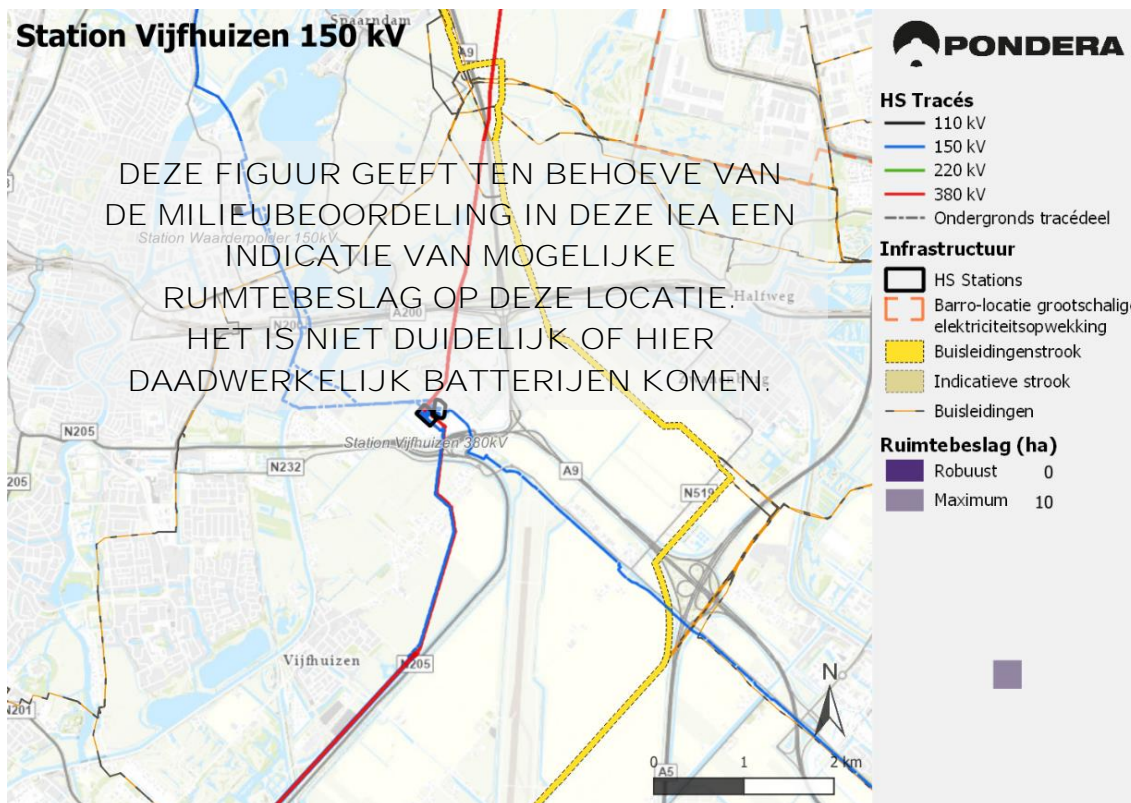 Station Vijfhuizen 150 kV
Spaarndam
A9
DEZE FIGUUR GEEFT TEN BEHOEVE VAN
DE MILIEUBEOORDELING IN DEZE IEA EEN
INDICATIE VAN MOGELIJKE
RUIMTEBESLAG OP DEZE LOCATIE.
HET IS NIET DUIDELIJK OF HIER
DAADWERKELIJK BATTERIJEN KOMEN.
Station Waarderpolder 150kV
Halfweg
A200
N200
N205
Station Vijfhuizen 380kV
N232
205
A9
N519
Vijfhuizen
N205
N201
N
0 1 2 km
A5
PONDERA
HS Tracés
110 kV
150 kV
220 kV
380 kV
Ondergronds tracédeel
Infrastructuur
HS Stations
Barro-locatie grootschalige
elektriciteitsopwekking
Buisleidingenstrook
Indicatieve strook
Buisleidingen
Ruimtebeslag (ha)
Robuust 0
Maximum 10